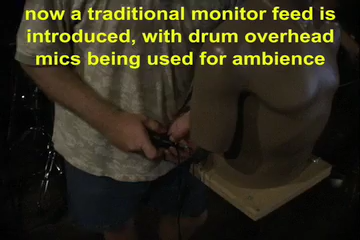 now a traditional monitor feed is
introduced, with drum overhead
mics being used for ambience